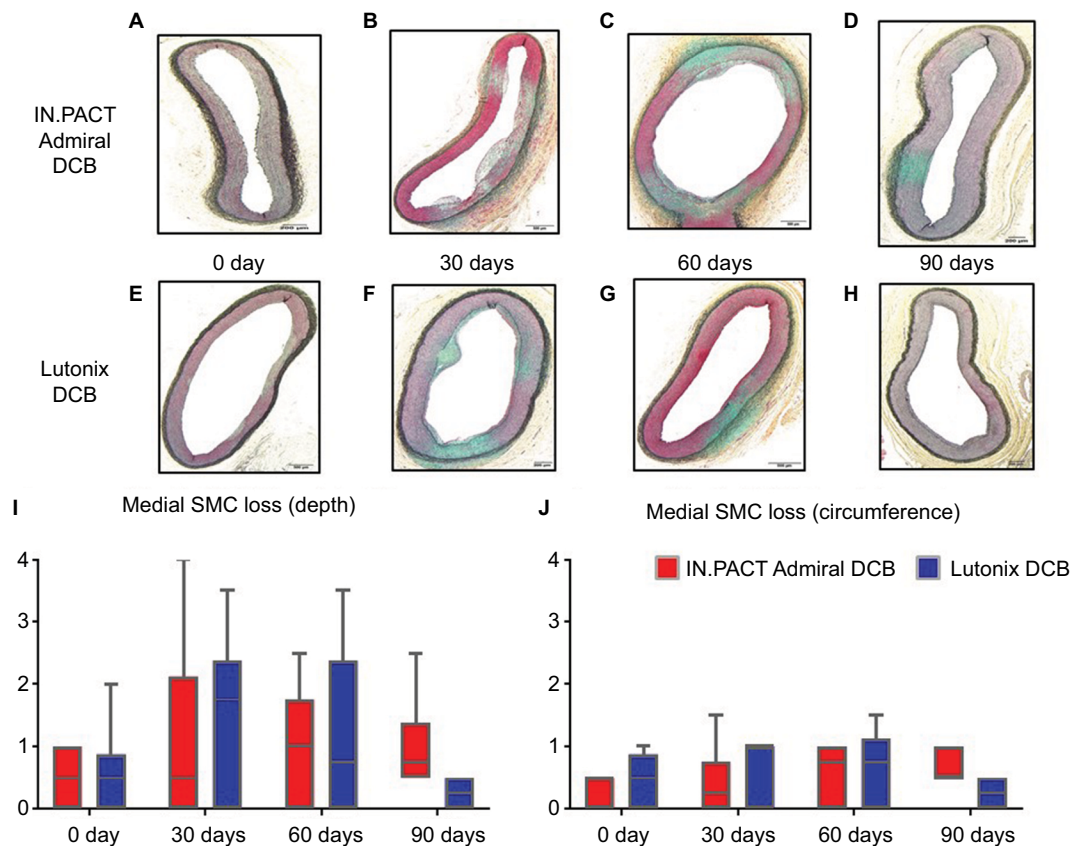 A
B
C
D
IN.PACT
Admiral
DCB
0 day
30 days
60 days
90 days
E
F
G
H
Lutonix
DCB
I
Medial SMC loss (depth)
J
Medial SMC loss (circumference)
IN.PACT Admiral DCB
Lutonix DCB
4
3
2
1
0
0 day
30 days
60 days
90 days
4
3
2
1
0
0 day
30 days
60 days
90 days